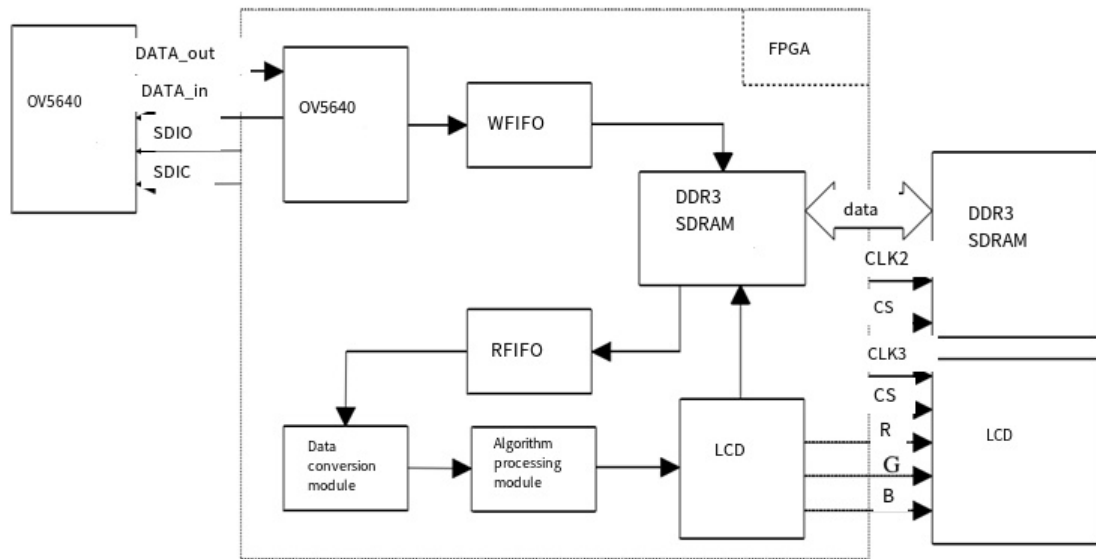 FPGA
DATA_out
OV5640
DATA_in
SDIO
SDIC
OV5640
WFIFO
DDR3
SDRAM
data
DDR3
SDRAM
CLK2
CS
RFIFO
CLK3
CS
R
G
B
LCD
Data
conversion
module
Algorithm
processing
module
LCD